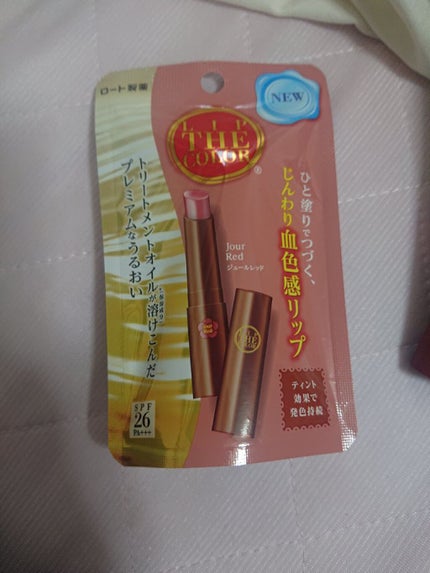 ロート製薬
NEW
LIP
THE
COLOR
®
ひと塗りでつづく、
じんわり血色感リップ
トリートメントオイルが溶けこんだ
プレミアムなうるおい
Jour
Red
ジュールレッド
ティント
効果で
発色持続
SPF
26
PA+++